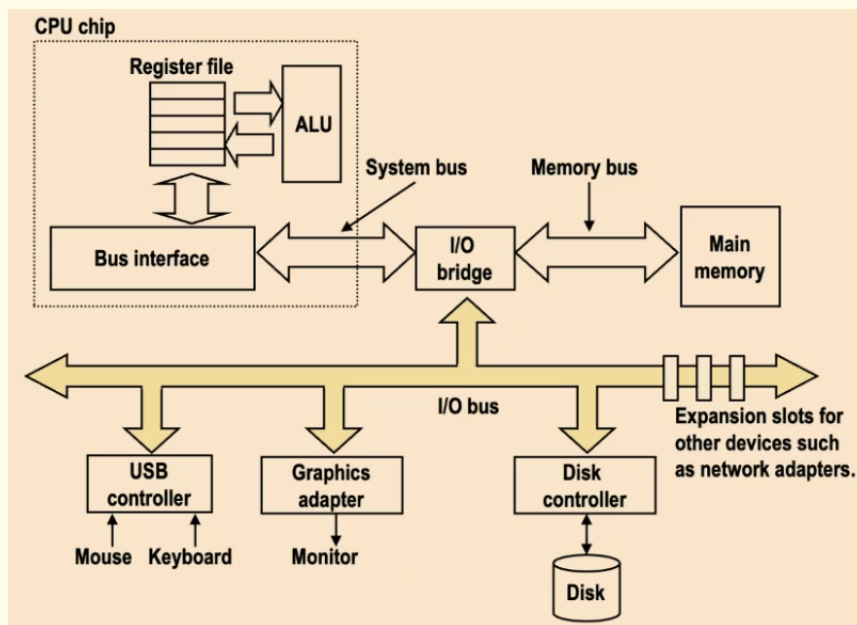 CPU chip
Register file
ALU
System bus
Memory bus
Bus interface
I/O
bridge
Main
memory
I/O bus
Expansion slots for
other devices such
as network adapters.
USB
controller
Graphics
adapter
Disk
controller
Mouse
Keyboard
Monitor
Disk